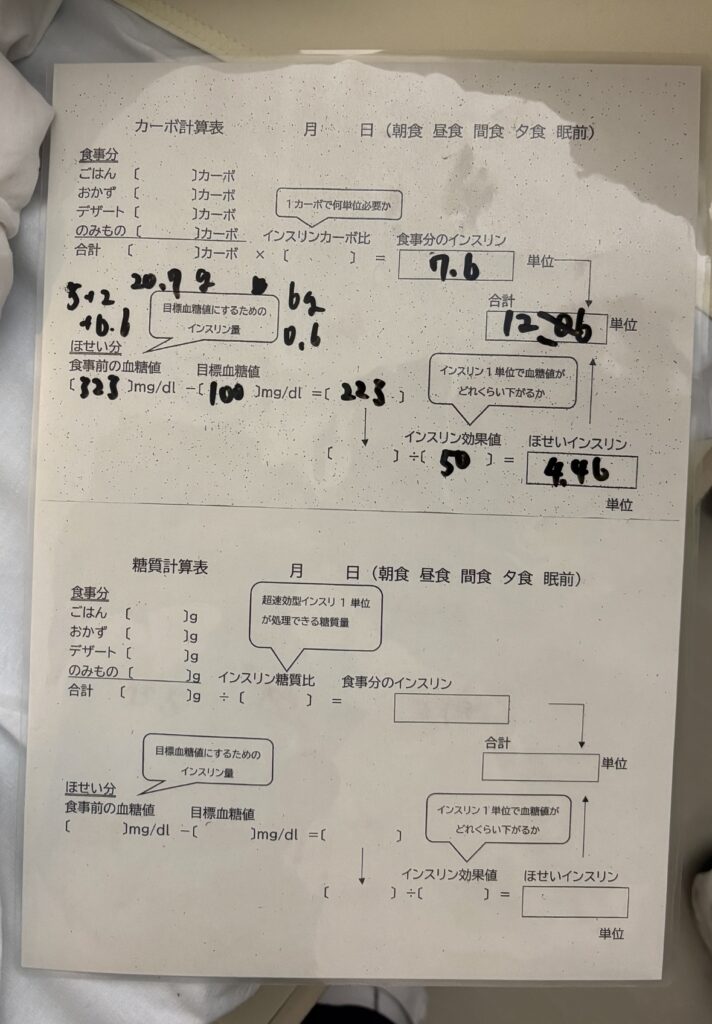 カーボ計算表　月　日（朝食 昼食 間食 夕食 眠前）
食事分
ごはん 〔　〕カーボ
おかず 〔　〕カーボ
デザート〔　〕カーボ
１カーボで何単位必要か
のみもの〔　〕カーボ　インスリンカーボ比　食事分のインスリン
合計 〔　〕カーボ × 〔　〕 = 7.6 単位
20.9g　6g
5+2
+0.6　0.6
目標血糖値にするための
インスリン量
合計
12.06 単位
ほせい分
食事前の血糖値　目標血糖値
〔323〕mg/dl －〔100〕mg/dl =〔223〕
インスリン１単位で血糖値が
どれくらい下がるか
インスリン効果値　ほせいインスリン
〔　〕÷〔50〕= 4.46
単位
糖質計算表　月　日（朝食 昼食 間食 夕食 眠前）
食事分
ごはん 〔　〕g
おかず 〔　〕g
デザート〔　〕g
超速効型インスリ 1 単位
が処理できる糖質量
のみもの〔　〕g　インスリン糖質比　食事分のインスリン
合計 〔　〕g ÷〔　〕 =
合計
単位
目標血糖値にするための
インスリン量
ほせい分
食事前の血糖値　目標血糖値
〔　〕mg/dl －〔　〕mg/dl =〔　〕
インスリン１単位で血糖値が
どれくらい下がるか
インスリン効果値　ほせいインスリン
〔　〕÷〔　〕=
単位